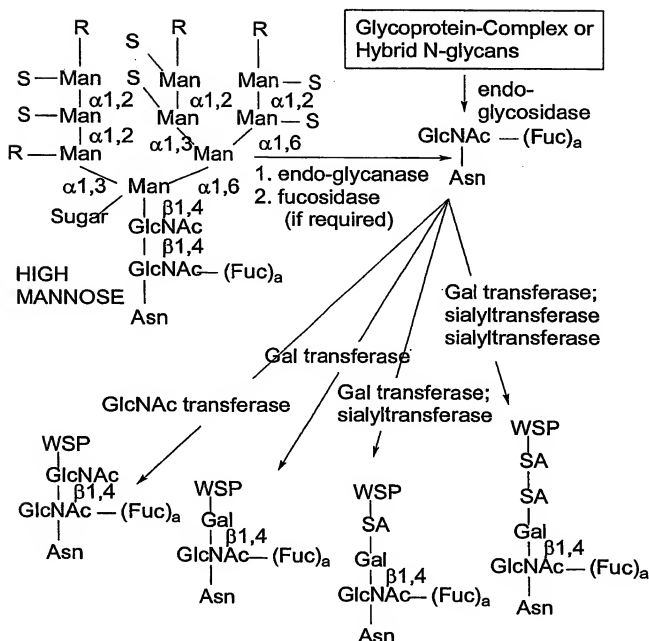 R
R
R
S
S
S—Man
Man
Man—S
α1,2
α1,2
α1,2
S—Man
Man
Man—S
α1,2
α1,3
α1,6
R—Man
Man
α1,3
Man
α1,6
Sugar
β1,4
GlcNAc
β1,4
GlcNAc—(Fuc)a
Asn
HIGH
MANNOSE
1. endo-glycanase
2. fucosidase
(if required)
Glycoprotein-Complex or
Hybrid N-glycans
endo-
glycosidase
GlcNAc—(Fuc)a
Asn
GlcNAc transferase
Gal transferase
Gal transferase;
sialyltransferase
Gal transferase;
sialyltransferase
sialyltransferase
WSP
GlcNAc
β1,4
GlcNAc—(Fuc)a
Asn
WSP
Gal
β1,4
GlcNAc—(Fuc)a
Asn
WSP
SA
Gal
β1,4
GlcNAc—(Fuc)a
Asn
WSP
SA
SA
Gal
β1,4
GlcNAc—(Fuc)a
Asn